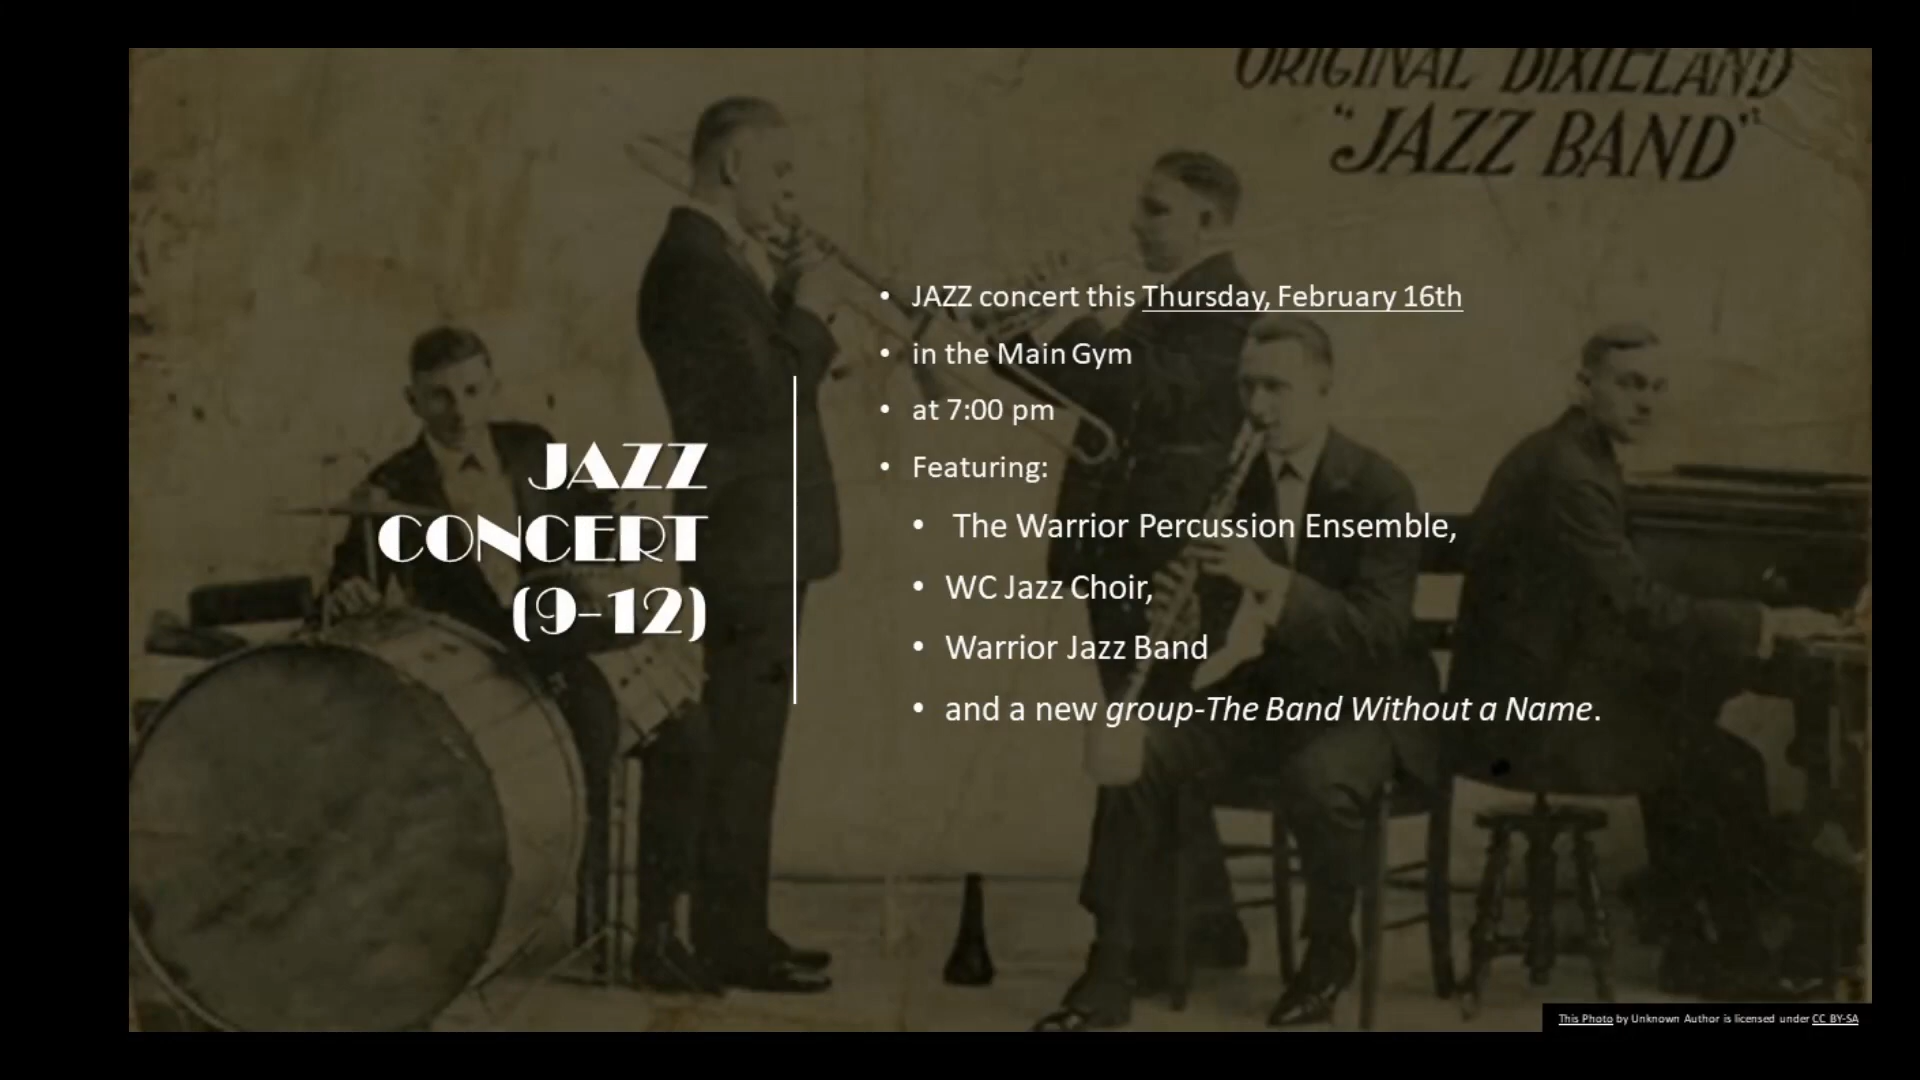 ORIGINAL DIXIELAND
"JAZZ BAND"
JAZZ
CONCERT
(9-12)
• JAZZ concert this Thursday, February 16th
• in the Main Gym
• at 7:00 pm
• Featuring:
• The Warrior Percussion Ensemble,
• WC Jazz Choir,
• Warrior Jazz Band
• and a new group-The Band Without a Name.
This Photo by Unknown Author is licensed under CC BY-SA